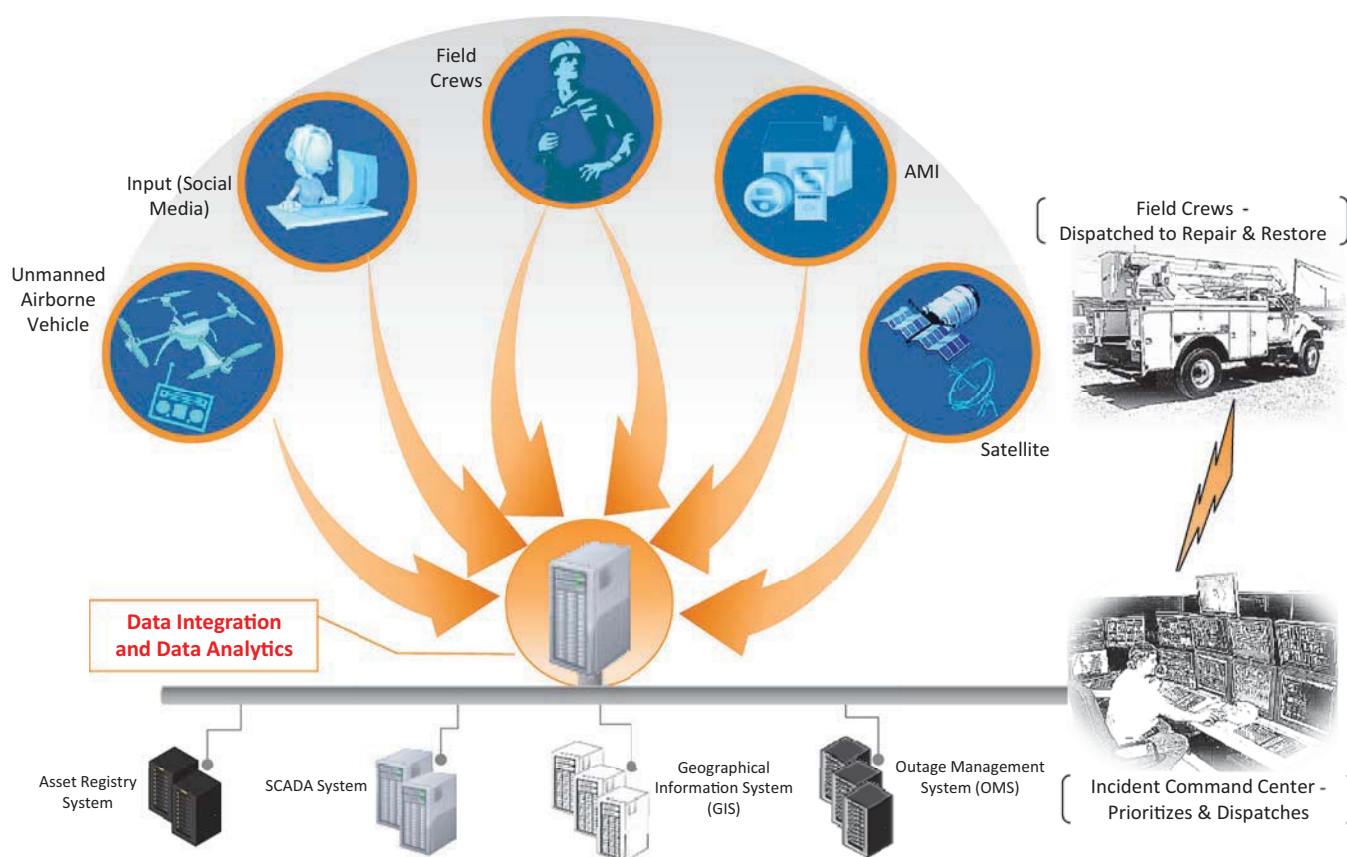 Field
Crews
Input (Social
Media)
AMI
Unmanned
Airborne
Vehicle
Satellite
Field Crews -
Dispatched to Repair & Restore
Data Integration
and Data Analytics
Asset Registry
System
SCADA System
Geographical
Information System
(GIS)
Outage Management
System (OMS)
Incident Command Center -
Prioritizes & Dispatches